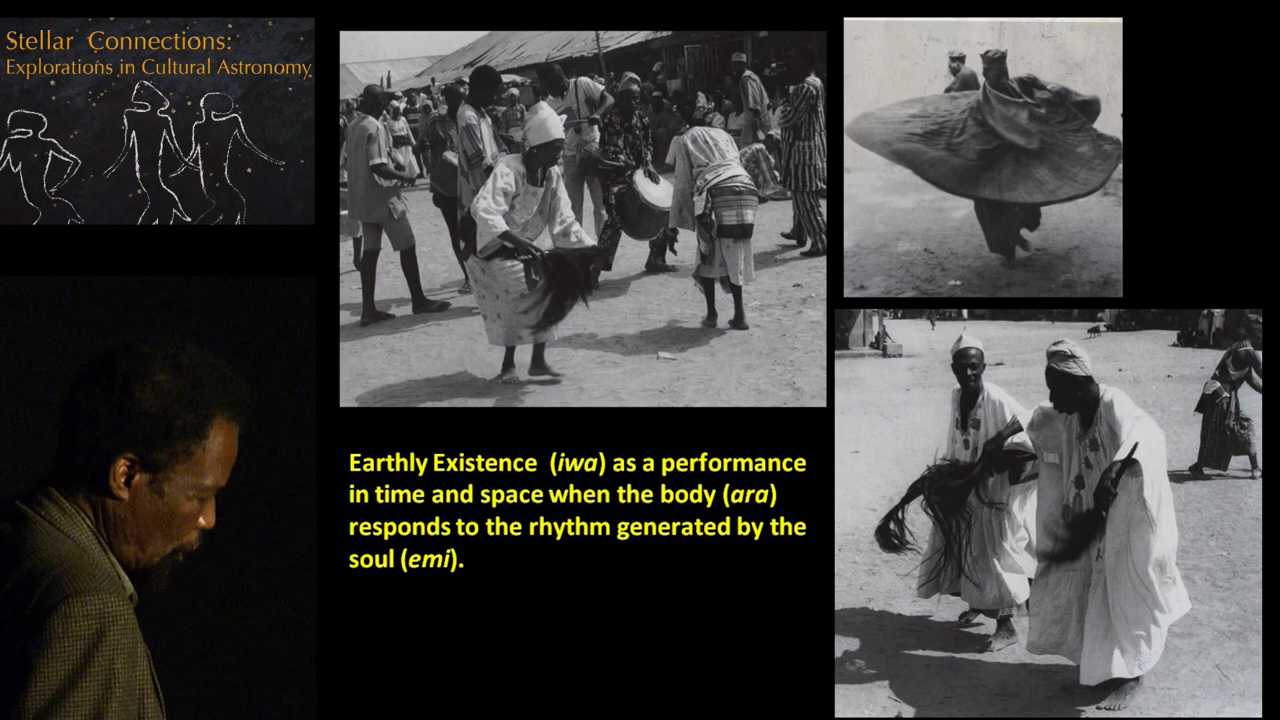 Stellar Connections:
Explorations in Cultural Astronomy
Earthly Existence (iwa) as a performance
in time and space when the body (ara)
responds to the rhythm generated by the
soul (emi).